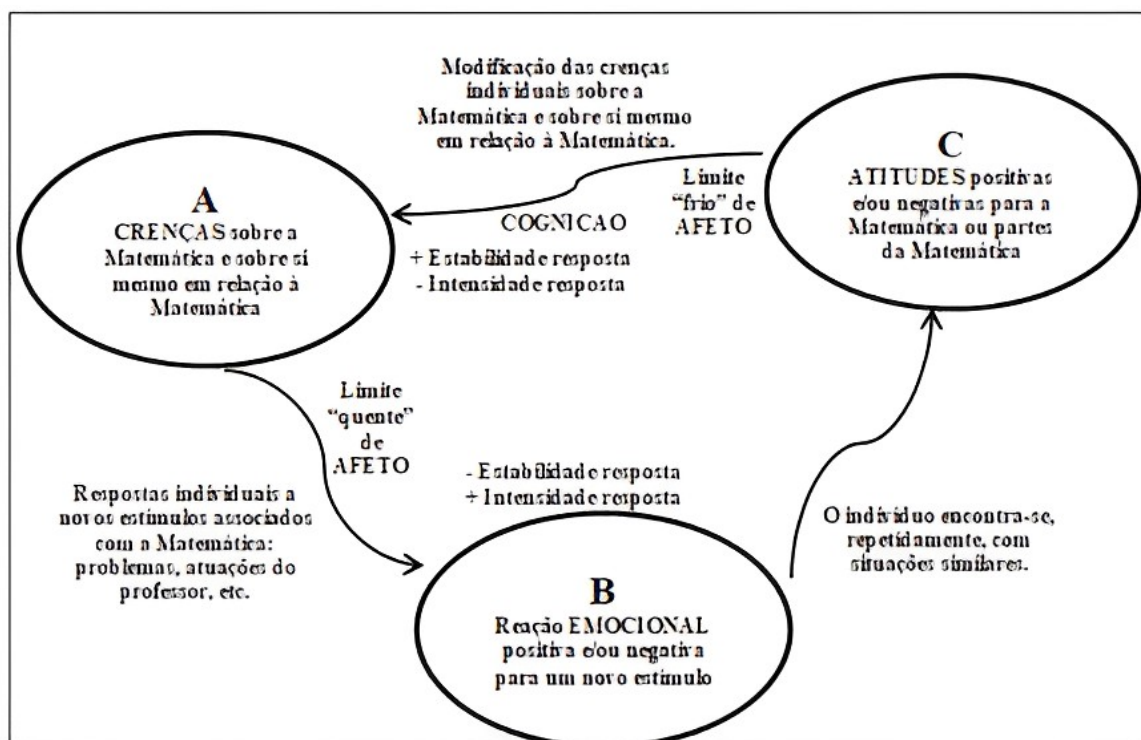 Modificação das crenças
individuais sobre a
Matemática e sobre si mesmo
em relação à Matemática.
A
CRENÇAS sobre a
Matemática e sobre si
mesmo em relação à
Matemática
COGNICAO
+ Estabilidade resposta
- Intensidade resposta
Limite
"frio" de
AFETO
C
ATITUDES positivas
e/ou negativas para a
Matemática ou partes
da Matemática
Limite
"quente"
de
AFETO
Respostas individuais a
novos estímulos associados
com a Matemática:
problemas, atuações do
professor, etc.
- Estabilidade resposta
+ Intensidade resposta
B
Reação EMOCIONAL
positiva e/ou negativa
para um novo estímulo
O indivíduo encontra-se,
repetidamente, com
situações similares.